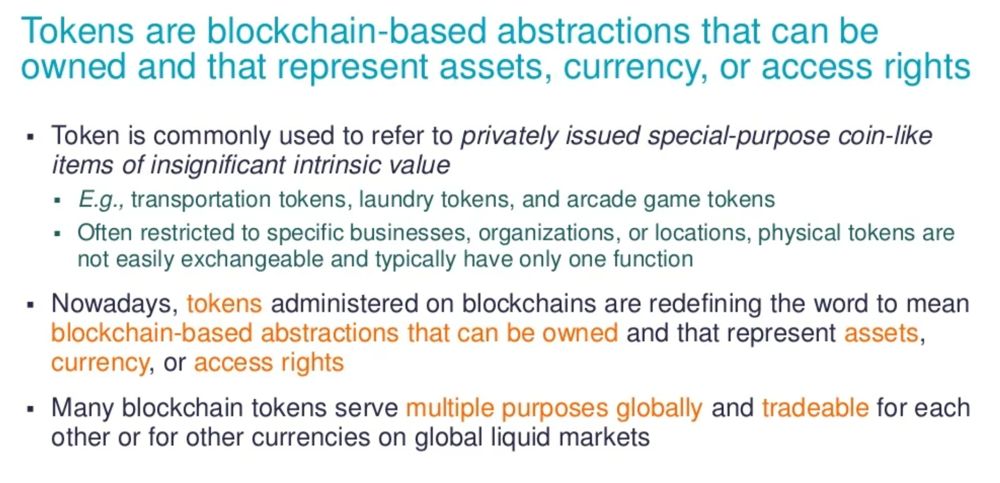 Tokens are blockchain-based abstractions that can be
owned and that represent assets, currency, or access rights
▪ Token is commonly used to refer to privately issued special-purpose coin-like
items of insignificant intrinsic value
▪ E.g., transportation tokens, laundry tokens, and arcade game tokens
▪ Often restricted to specific businesses, organizations, or locations, physical tokens are
not easily exchangeable and typically have only one function
▪ Nowadays, tokens administered on blockchains are redefining the word to mean
blockchain-based abstractions that can be owned and that represent assets,
currency, or access rights
▪ Many blockchain tokens serve multiple purposes globally and tradeable for each
other or for other currencies on global liquid markets